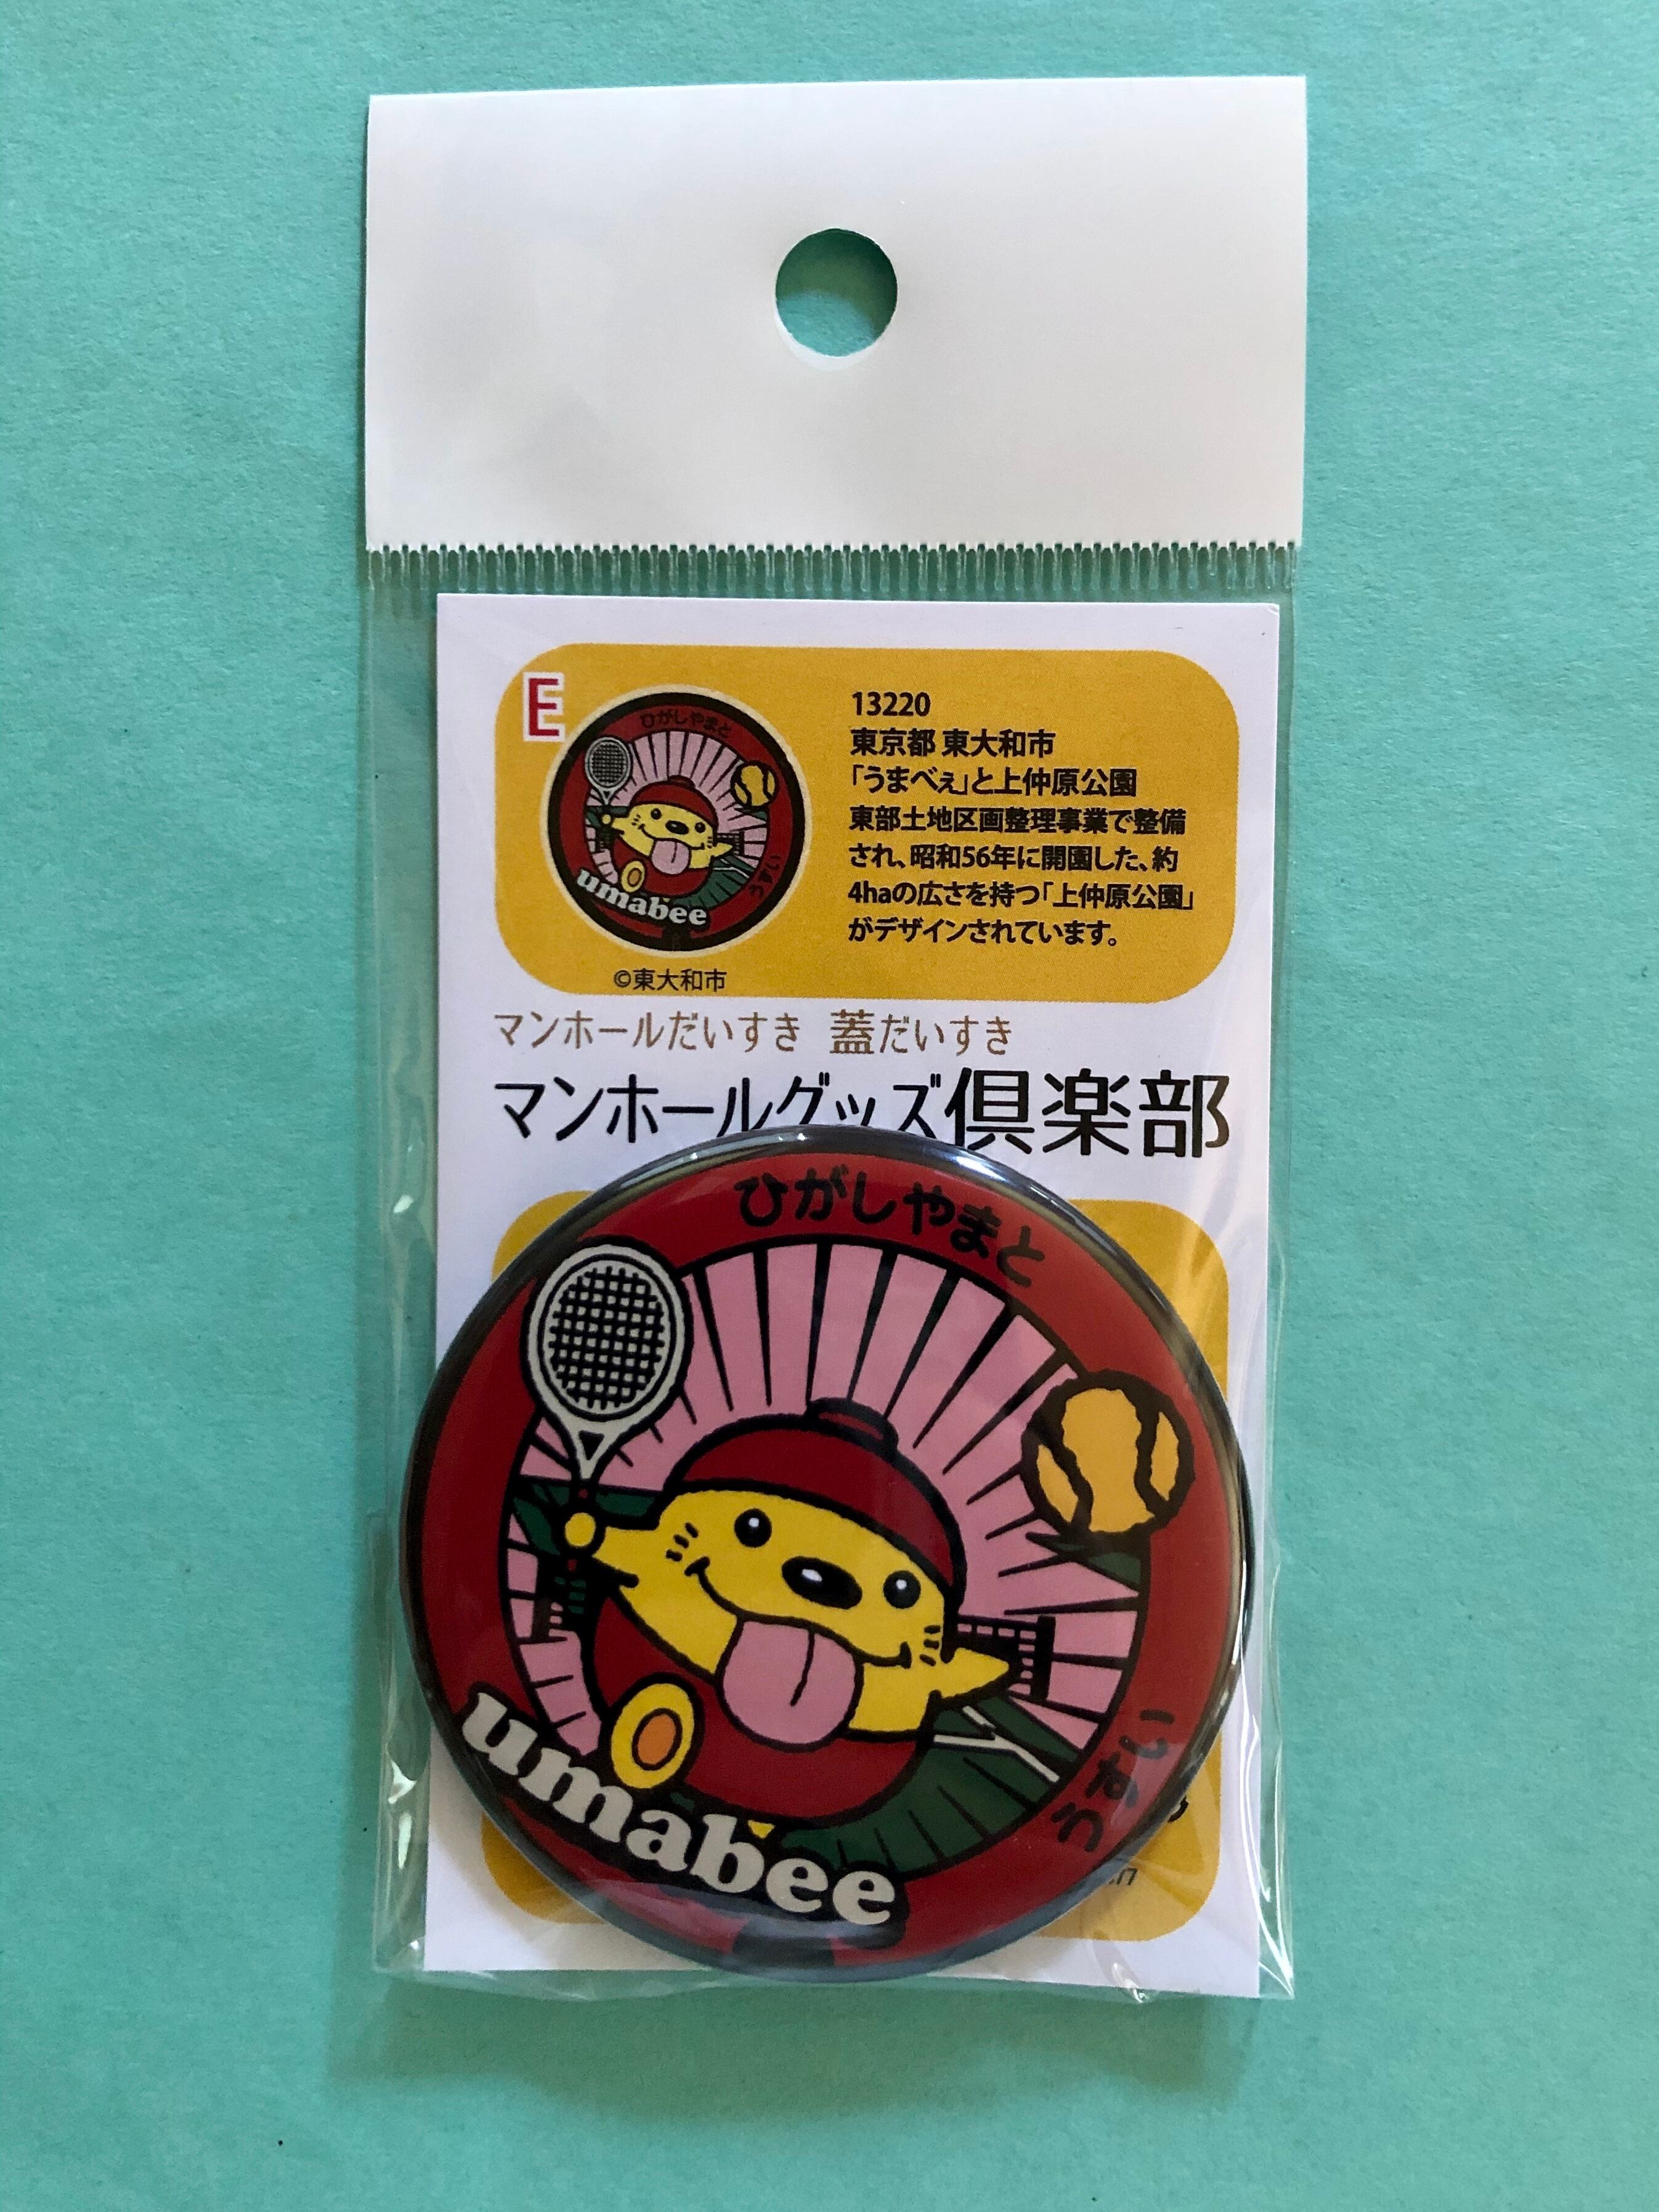 E
ひがしやまと
うすい
umabee
©東大和市
13220
東京都 東大和市
「うまべぇ」と上仲原公園
東部土地区画整理事業で整備
され、昭和56年に開園した、約
4haの広さを持つ「上仲原公園」
がデザインされています。
マンホールだいすき 蓋だいすき
マンホールグッズ倶楽部
ひがしやまと
うすい
umabee